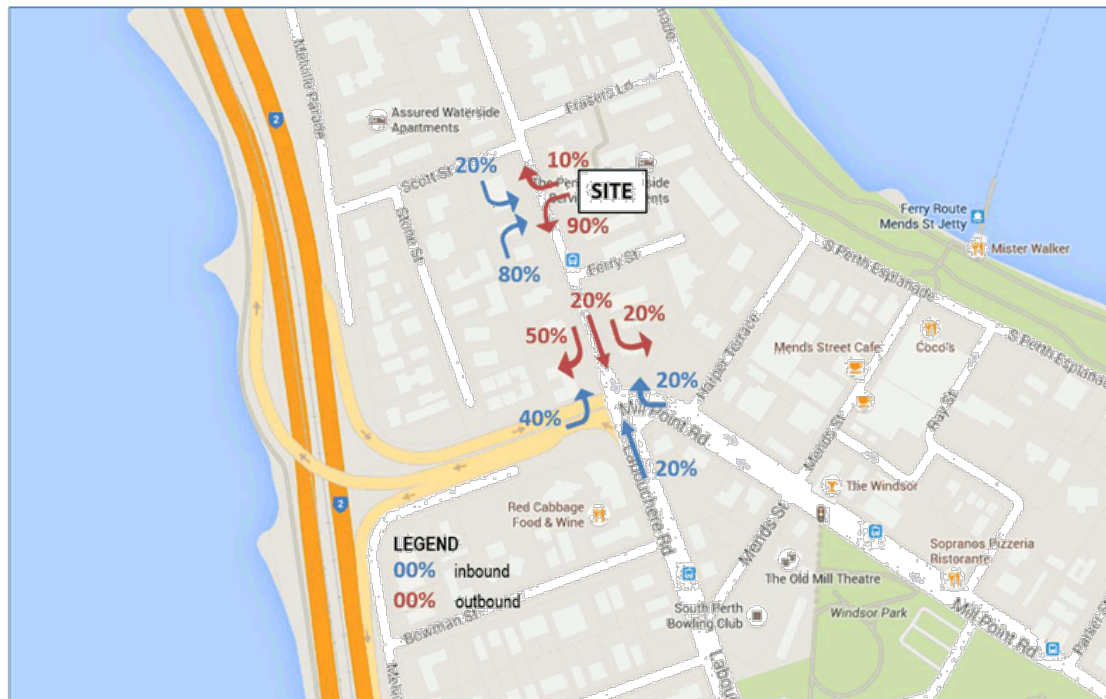 Melville Parade
2
Assured Waterside
Apartments
Frasers Ln
Scott St
20%
10%
SITE
90%
80%
Stone St
Ferry St
Ferry Route
Mends St Jetty
Mister Walker
S Perth Esplanade
20%
20%
50%
Harper Terrace
Mends Street Cafe
Coco's
S Perth Esplanade
20%
40%
Mill Point Rd
Ray St
Mends St
20%
Labouchere Rd
2
The Windsor
Red Cabbage
Food & Wine
Mends St
LEGEND
00% inbound
00% outbound
Sopranos Pizzeria
Ristorante
The Old Mill Theatre
South Perth
Bowling Club
Windsor Park
Bowman St
Mill Point Rd